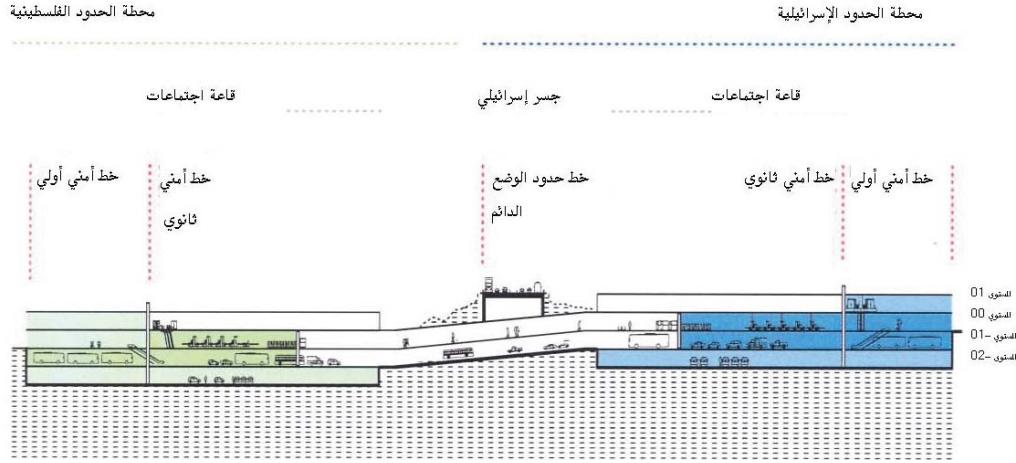 محطة الحدود الإسرائيلية
محطة الحدود الفلسطينية
قاعة اجتماعات
جسر إسرائيلي
قاعة اجتماعات
خط أمني أولي
خط أمني ثانوي
خط حدود الوضع
الدائم
خط أمني
ثانوي
خط أمني أولي
المستوى 01
المستوى 00
المستوى -01
المستوى -02